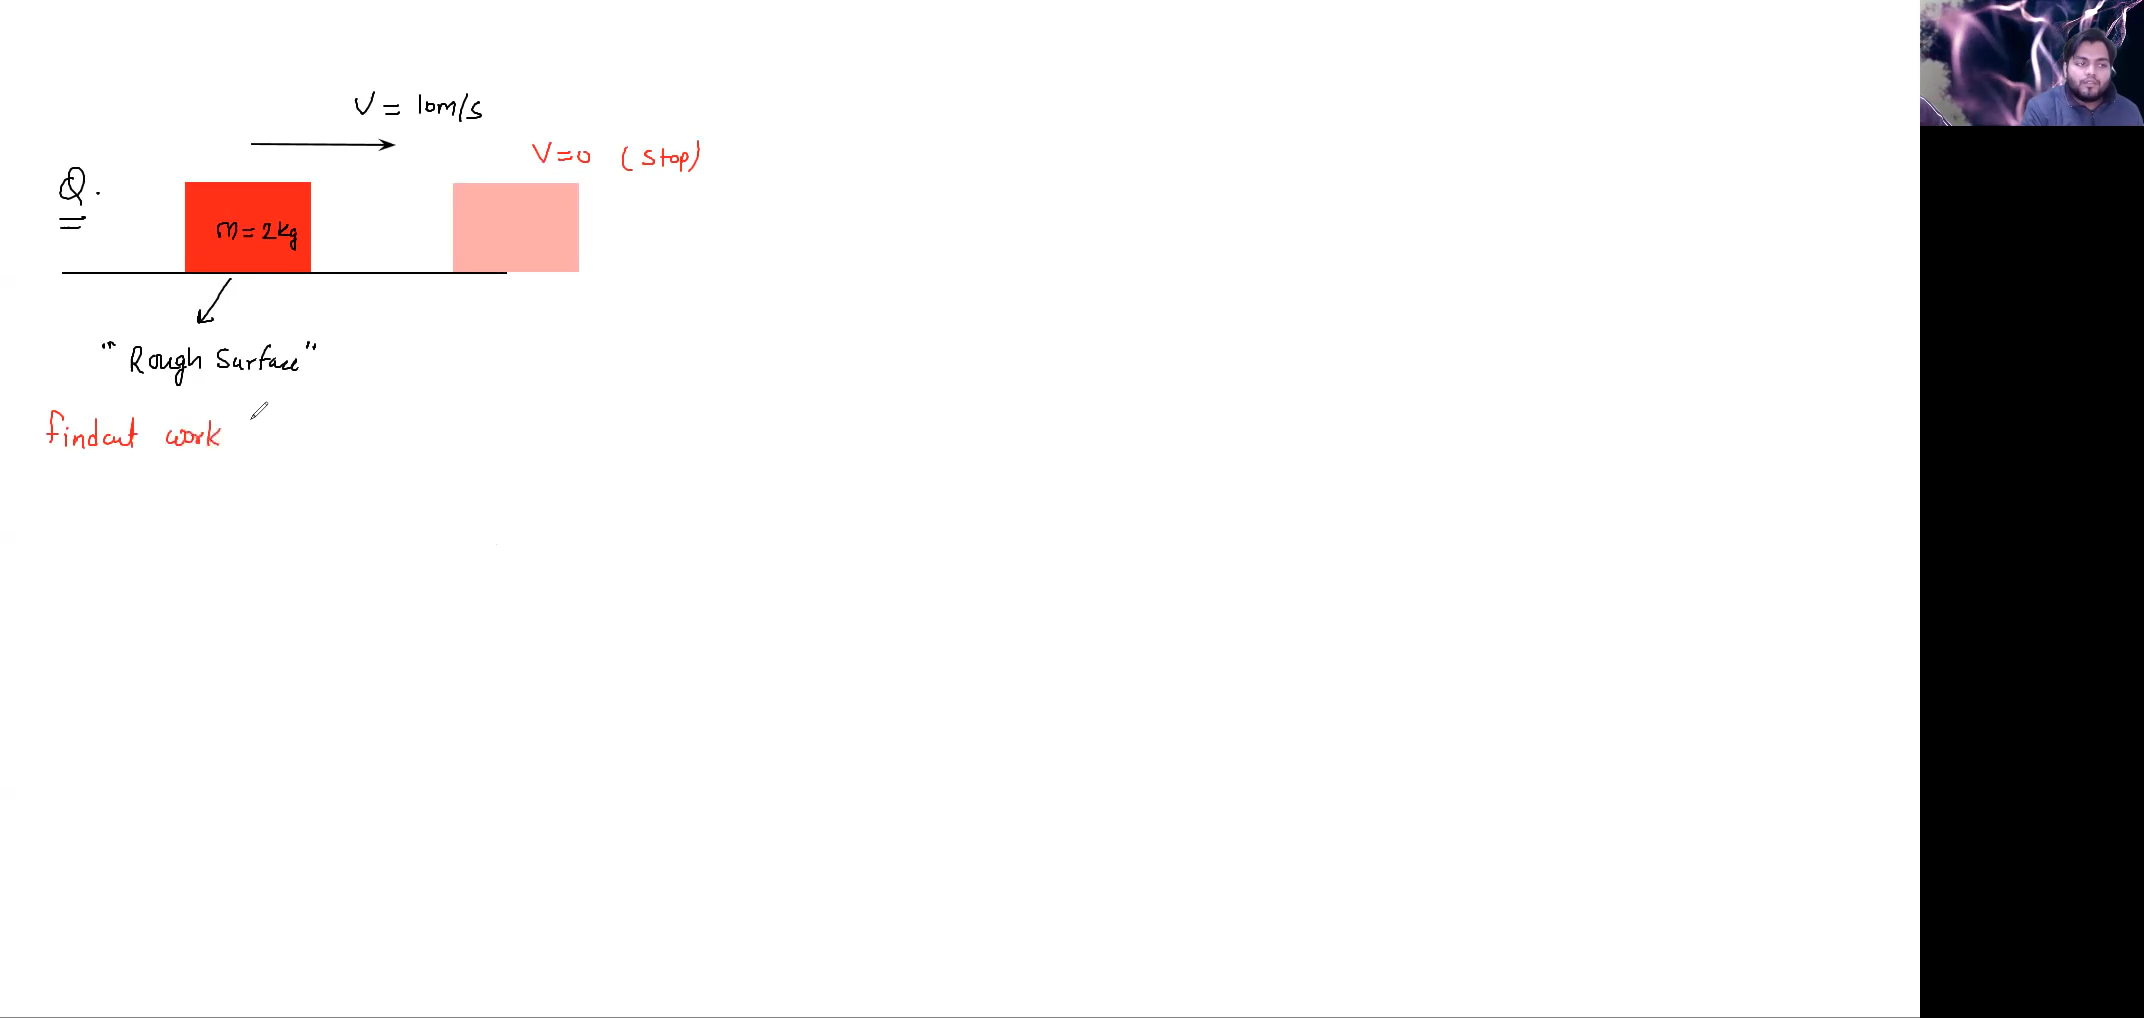 V = 10m/s
V=0 (stop)
Q.
m=2kg
"Rough Surface"
findout work